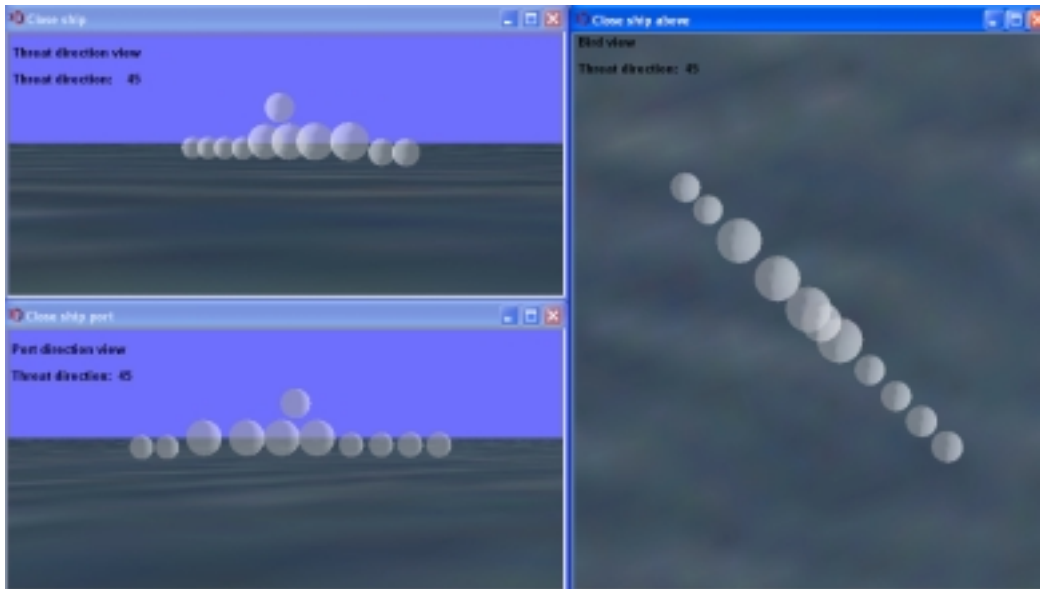 Close ship
Threat direction view
Threat direction: 45
Close ship port
Port direction view
Threat direction: 45
Close ship above
Bird view
Threat direction: 45